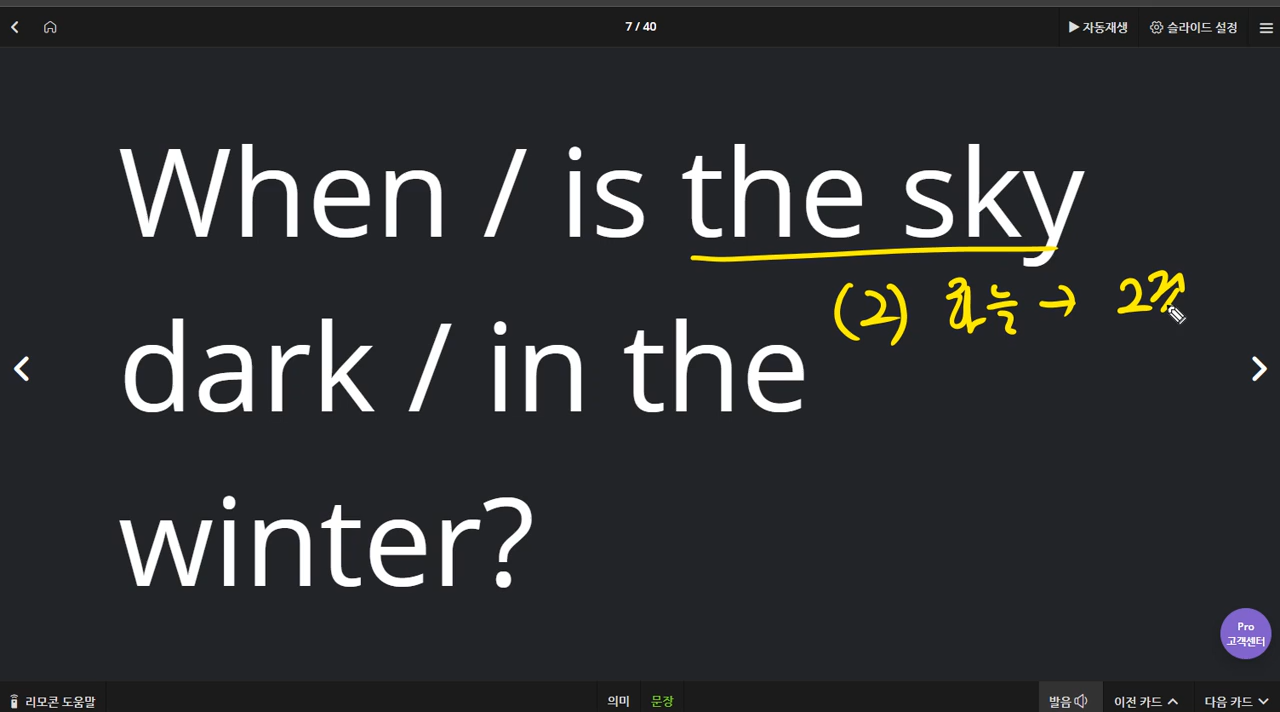 7 / 40
자동재생
슬라이드 설정
When / is the sky
(2) 하늘 → 그것
dark / in the
winter?
Pro
고객센터
리모콘 도움말
의미
문장
발음
이전 카드
다음 카드